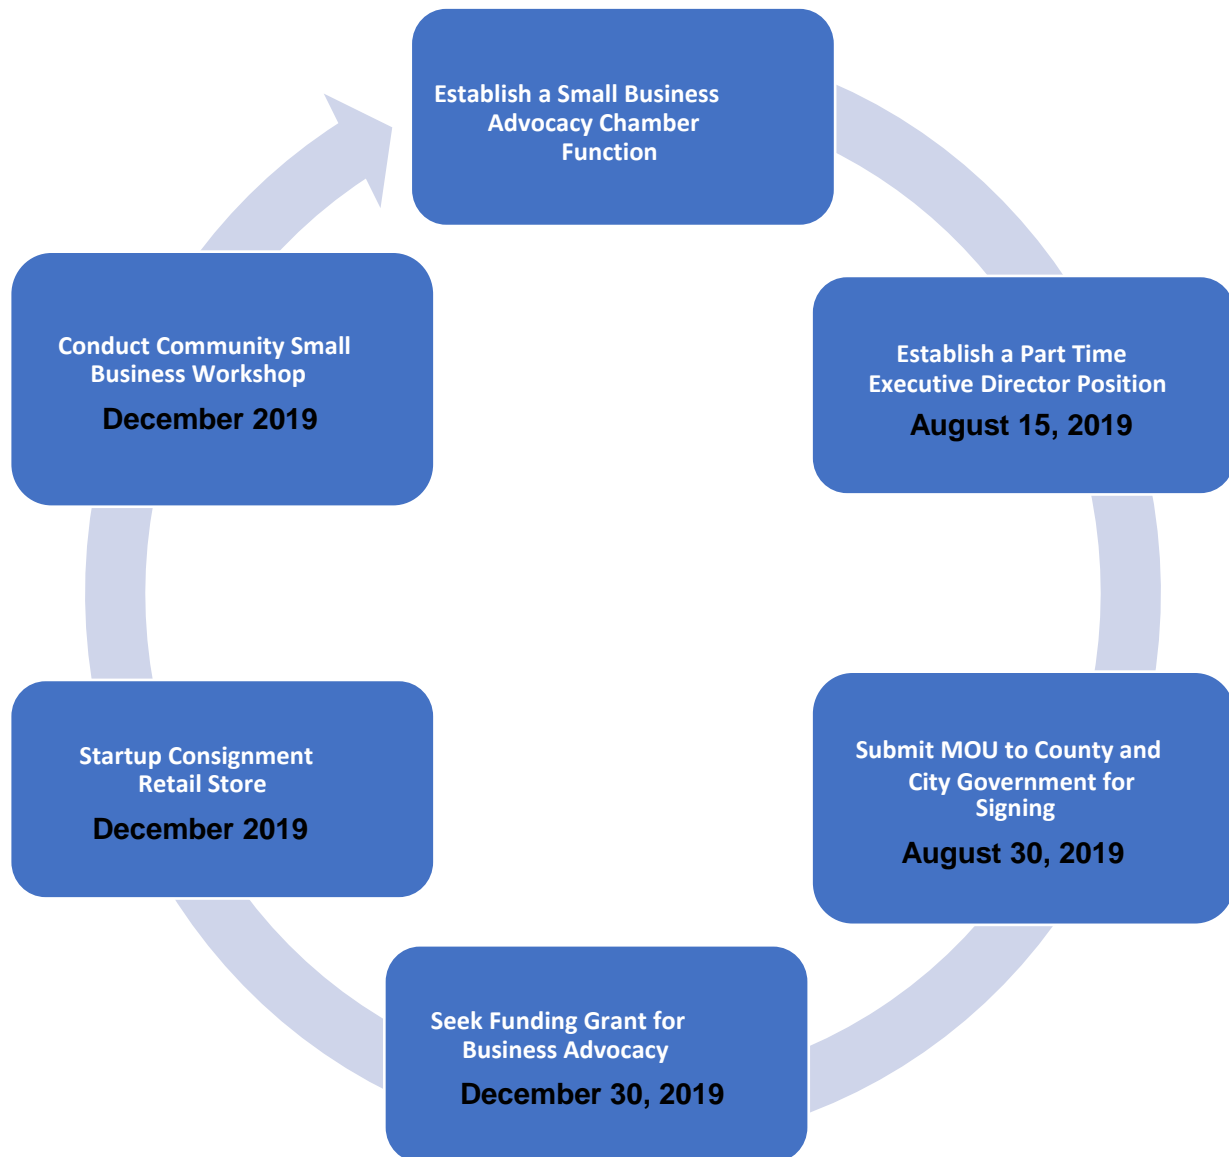 Establish a Small Business
Advocacy Chamber
Function
Establish a Part Time
Executive Director Position
August 15, 2019
Submit MOU to County and
City Government for
Signing
August 30, 2019
Seek Funding Grant for
Business Advocacy
December 30, 2019
Startup Consignment
Retail Store
December 2019
Conduct Community Small
Business Workshop
December 2019